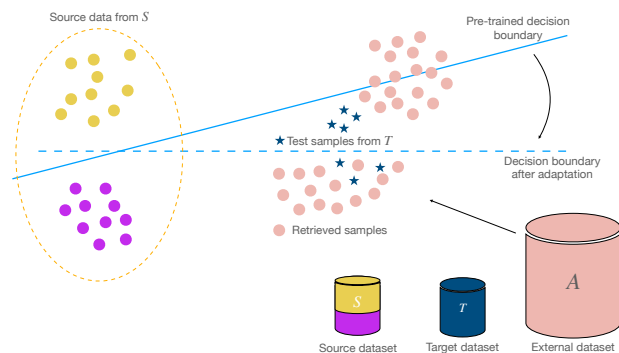 Source data from S
Pre-trained decision
boundary
Test samples from T
Decision boundary
after adaptation
Retrieved samples
S
T
A
Source dataset
Target dataset
External dataset